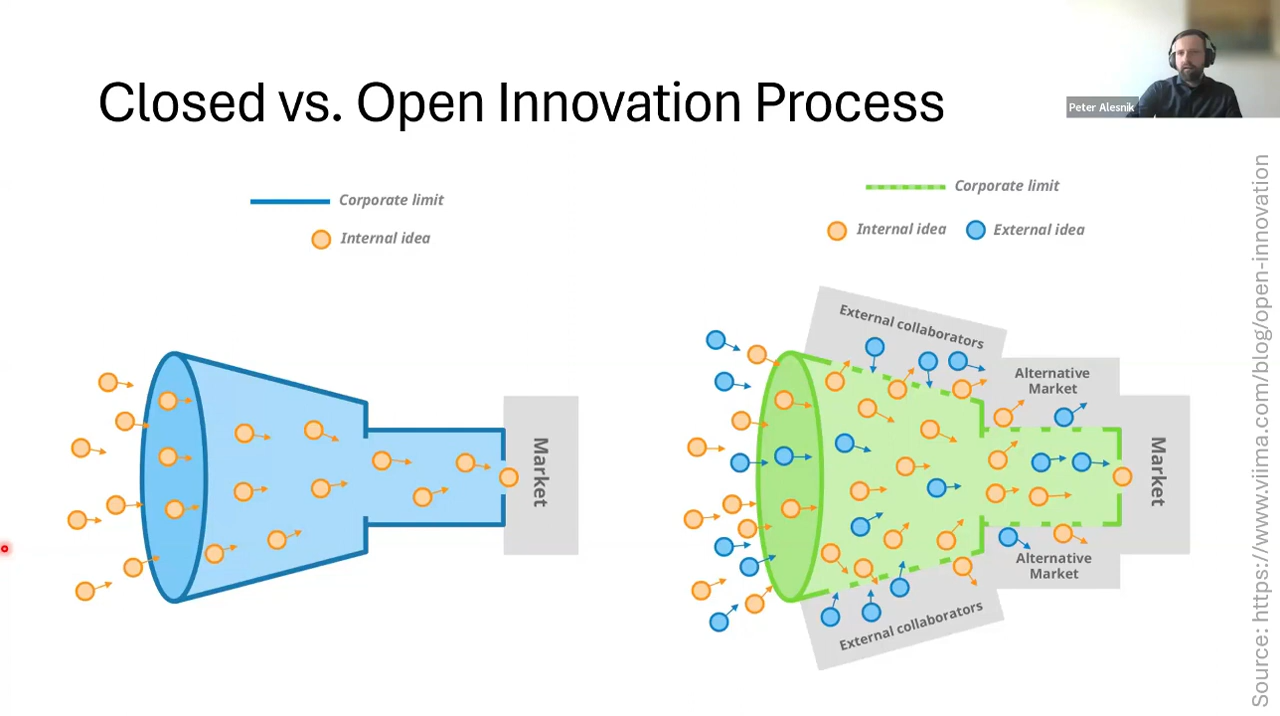 Closed vs. Open Innovation Process
Peter Alesnik
Corporate limit
Internal idea
Corporate limit
Internal idea
External idea
External collaborators
Alternative
Market
Market
Market
Alternative
Market
External collaborators
Source: https://www.viima.com/blog/open-innovation